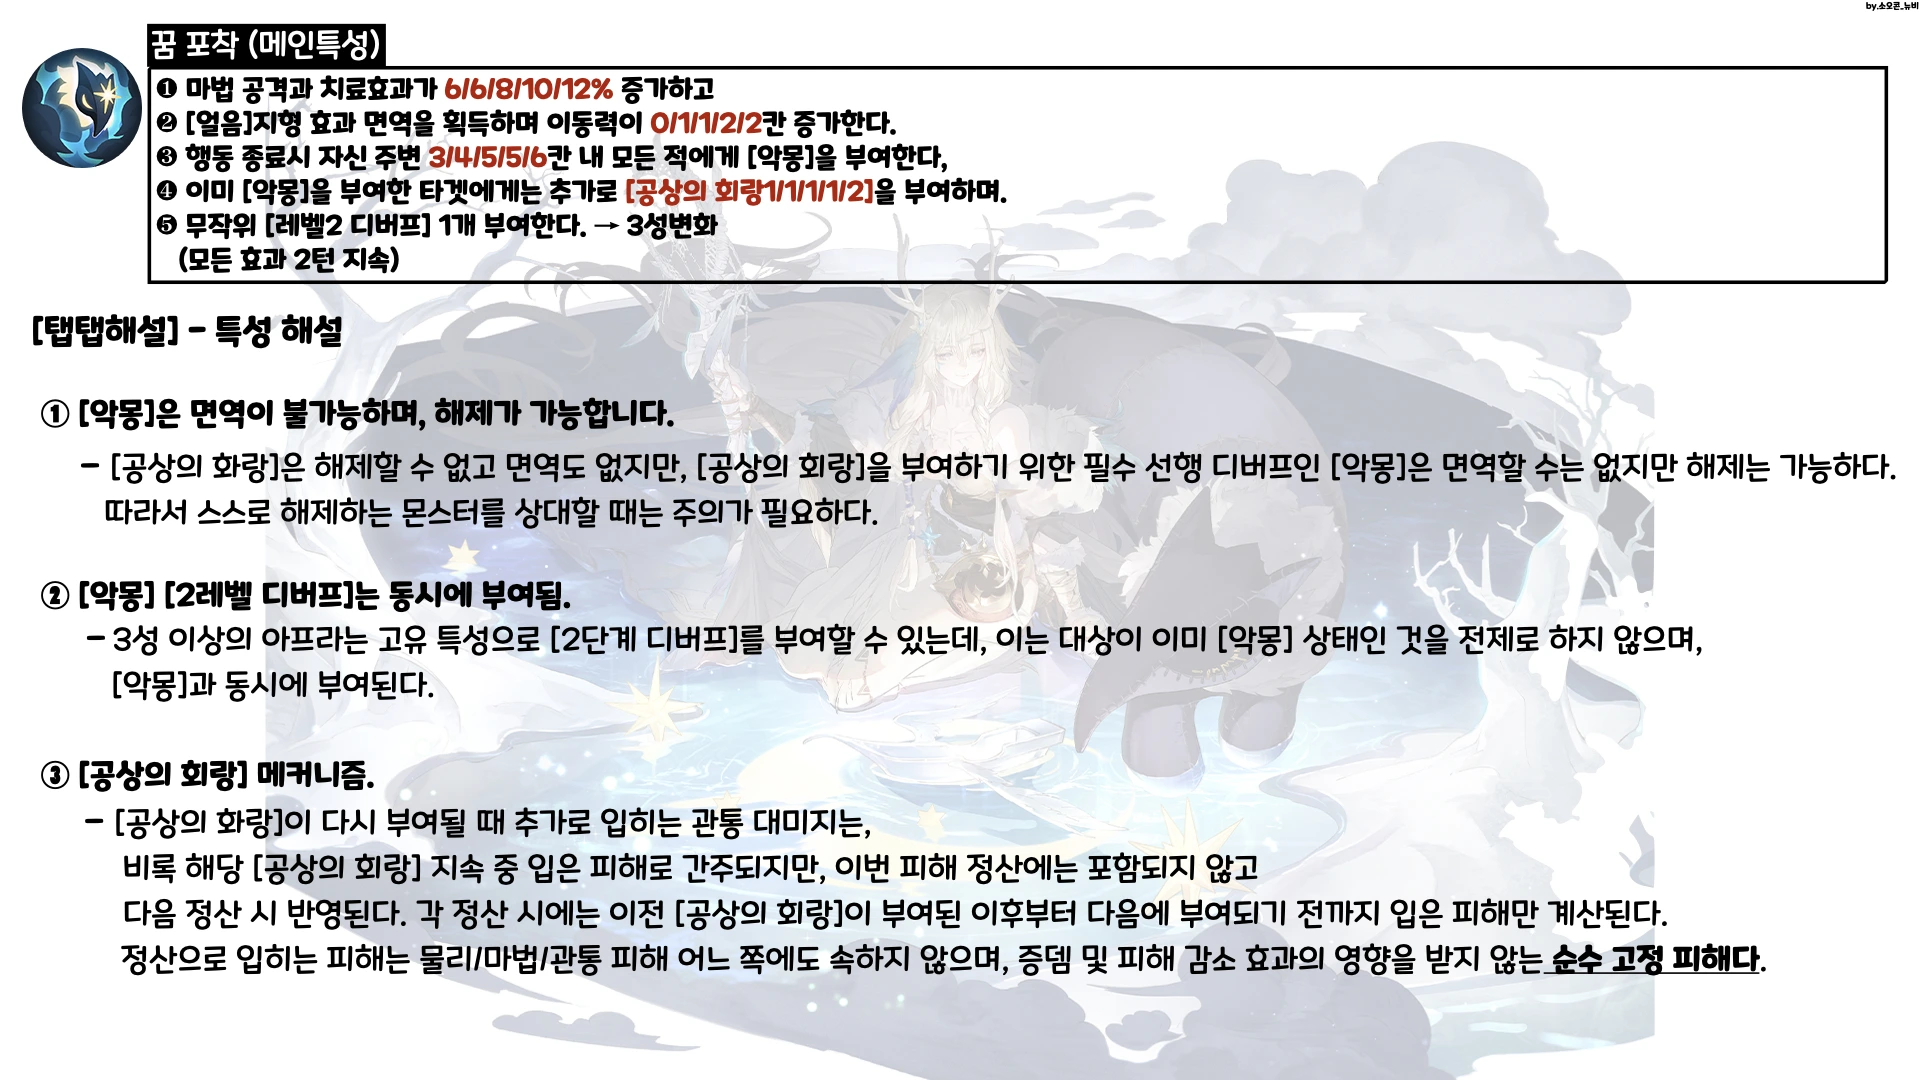 by.소오콘_뉴비
꿈 포착 (메인특성)
❶ 마법 공격과 치료효과가 6/6/8/10/12% 증가하고
❷ [얼음]지형 효과 면역을 획득하며 이동력이 0/1/1/2/2칸 증가한다.
❸ 행동 종료시 자신 주변 3/4/5/5/6칸 내 모든 적에게 [악몽]을 부여한다,
❹ 이미 [악몽]을 부여한 타겟에게는 추가로 [공상의 회랑1/1/1/1/2]을 부여하며.
❺ 무작위 [레벨2 디버프] 1개 부여한다. → 3성변화
(모든 효과 2턴 지속)
[탭탭해설] - 특성 해설
① [악몽]은 면역이 불가능하며, 해제가 가능합니다.
- [공상의 화랑]은 해제할 수 없고 면역도 없지만, [공상의 회랑]을 부여하기 위한 필수 선행 디버프인 [악몽]은 면역할 수는 없지만 해제는 가능하다.
따라서 스스로 해제하는 몬스터를 상대할 때는 주의가 필요하다.
② [악몽] [2레벨 디버프]는 동시에 부여됨.
- 3성 이상의 아프라는 고유 특성으로 [2단계 디버프]를 부여할 수 있는데, 이는 대상이 이미 [악몽] 상태인 것을 전제로 하지 않으며,
[악몽]과 동시에 부여된다.
③ [공상의 회랑] 메커니즘.
- [공상의 화랑]이 다시 부여될 때 추가로 입히는 관통 대미지는,
비록 해당 [공상의 회랑] 지속 중 입은 피해로 간주되지만, 이번 피해 정산에는 포함되지 않고
다음 정산 시 반영된다. 각 정산 시에는 이전 [공상의 회랑]이 부여된 이후부터 다음에 부여되기 전까지 입은 피해만 계산된다.
정산으로 입히는 피해는 물리/마법/관통 피해 어느 쪽에도 속하지 않으며, 증뎀 및 피해 감소 효과의 영향을 받지 않는 순수 고정 피해다.